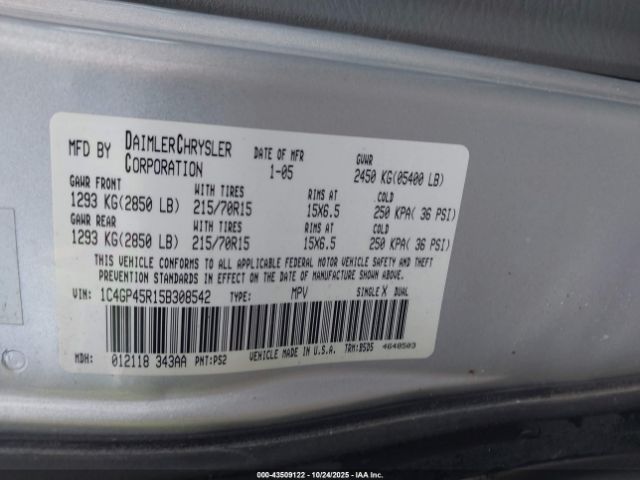 MFD BY DAIMLERCHRYSLER CORPORATION DATE OF MFR 1-05 GVWR 2450 KG(05400 LB)
GAWR FRONT WITH TIRES RIMS AT COLD
1293 KG(2850 LB) 215/70R15 15X6.5 250 KPA( 36 PSI)
GAWR REAR WITH TIRES RIMS AT COLD
1293 KG(2850 LB) 215/70R15 15X6.5 250 KPA( 36 PSI)
THIS VEHICLE CONFORMS TO ALL APPLICABLE FEDERAL MOTOR VEHICLE SAFETY AND THEFT
PREVENTION STANDARDS IN EFFECT ON THE DATE OF MANUFACTURE SHOWN ABOVE.
VIN: 1C4GP45R15B308542 TYPE: MPV SINGLE X DUAL
MDH: 012118 343AA PNT:PS2 VEHICLE MADE IN U.S.A. TRM:B5D5 4648503
00-43509122 - 10/24/2025 - IAA Inc.